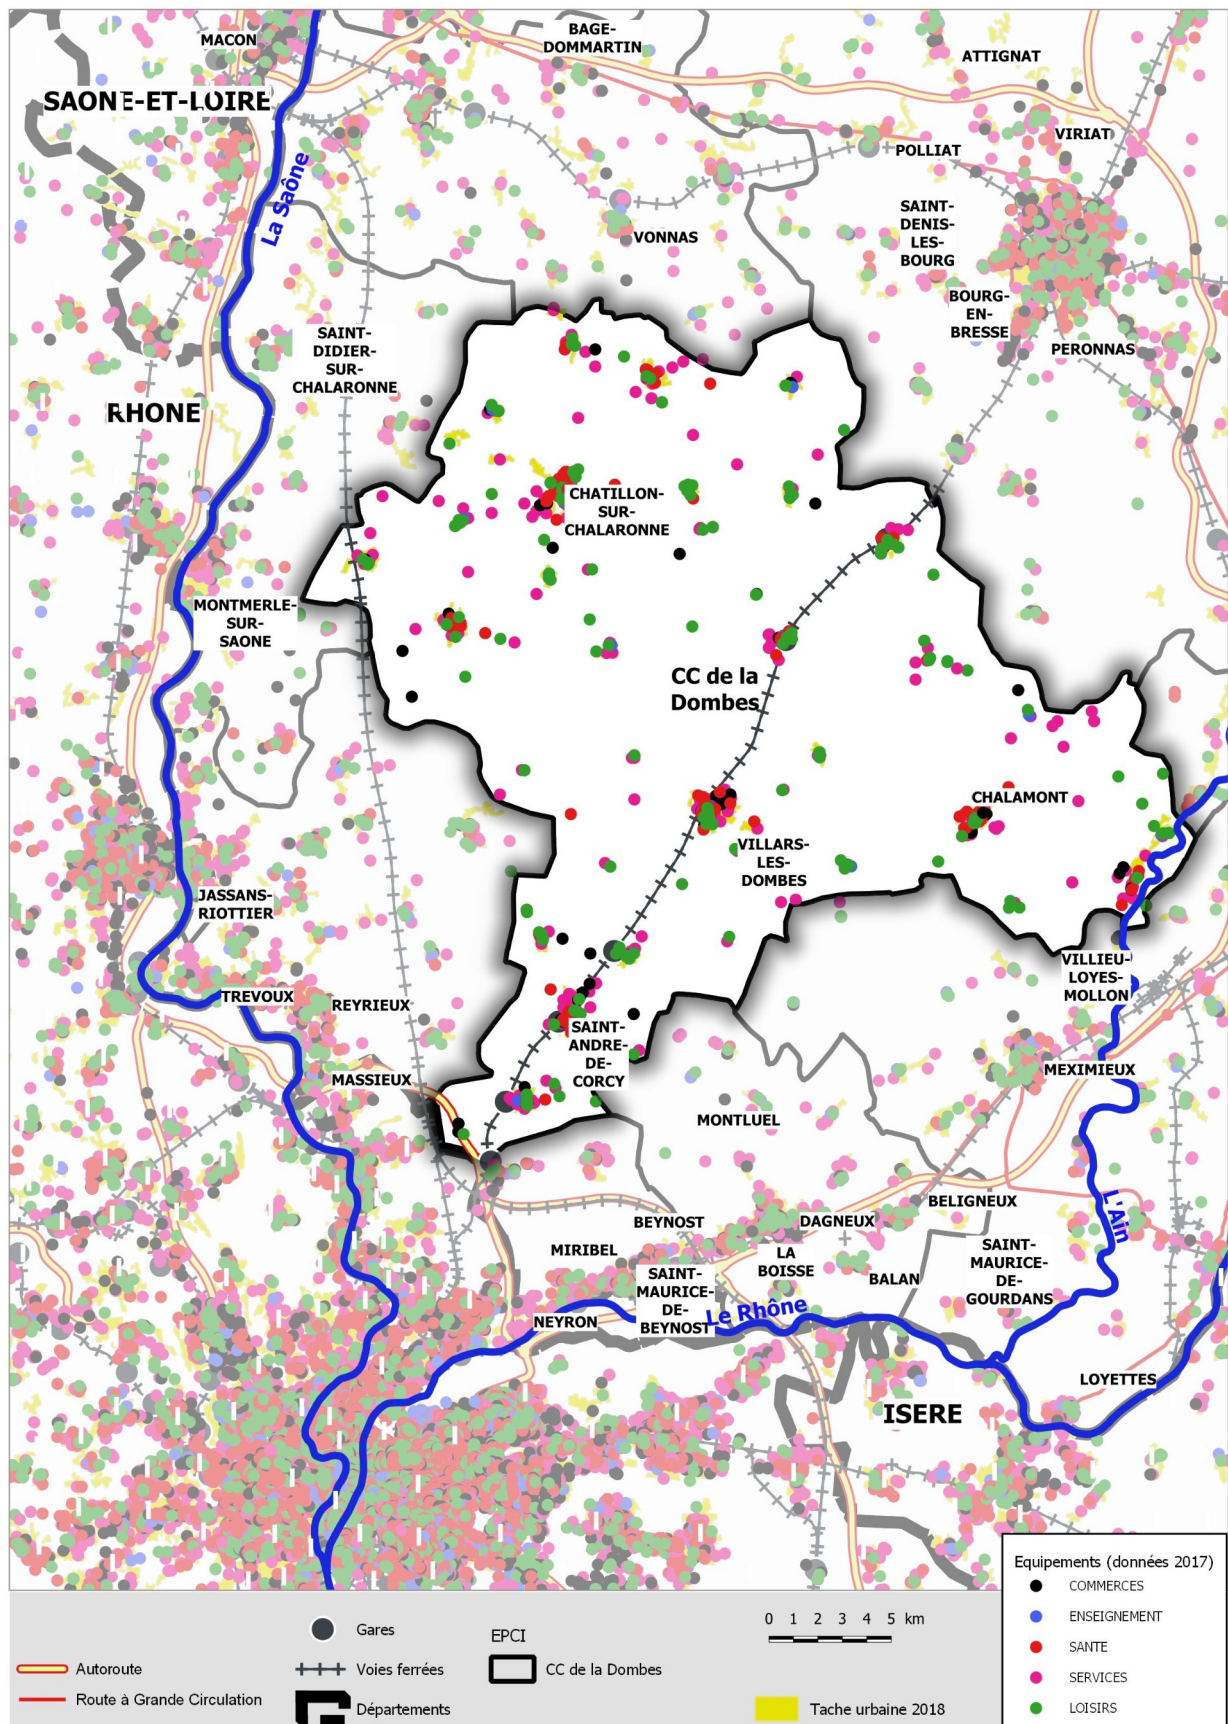 MACON
BAGE-
DOMMARTIN
ATTIGNAT
SAONE-ET-LOIRE
VIRIAT
POLLIAT
La Saône
SAINT-
DENIS-
LES-
BOURG
VONNAS
BOURG-
EN-
BRESSE
SAINT-
DIDIER-
SUR-
CHALARONNE
PERONNAS
RHONE
CHATILLON-
SUR-
CHALARONNE
MONTMERLE-
SUR-
SAONE
CC de la
Dombes
CHALAMONT
VILLARS-
LES-
DOMBES
JASSANS-
RIOTTIER
VILLIEU-
LOYES-
MOLLON
TREVOUX
REYRIEUX
SAINT-
ANDRE-
DE-
CORCY
MASSIEUX
MEXIMIEUX
MONTLUEL
L'Ain
BELIGNEUX
BEYNOST
DAGNEUX
MIRIBEL
LA
BOISSE
SAINT-
MAURICE-
DE-
GOURDANS
SAINT-
MAURICE-
DE-
BEYNOST
BALAN
Le Rhône
NEYRON
LOYETTES
ISERE
Equipements (données 2017)
COMMERCES
ENSEIGNEMENT
SANTE
SERVICES
LOISIRS
0 1 2 3 4 5 km
Gares
EPCI
Autoroute
Voies ferrées
CC de la Dombes
Route à Grande Circulation
Départements
Tache urbaine 2018